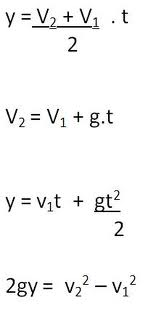 y = V₂ + V₁ . t
2
V₂ = V₁ + g.t
y = v₁t + gt²
2
2gy = v₂² – v₁²